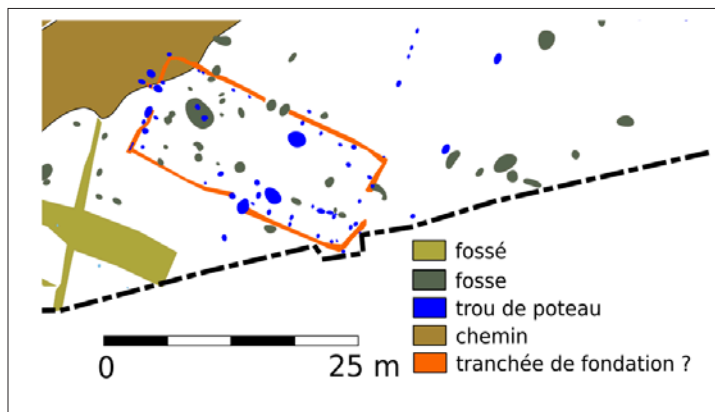 fossé
fosse
trou de poteau
chemin
tranchée de fondation ?
0 25 m